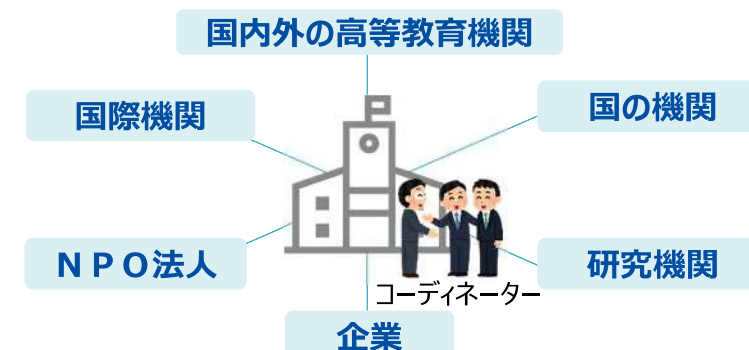 国内外の高等教育機関
国際機関
国の機関
ＮＰＯ法人
研究機関
コーディネーター
企業